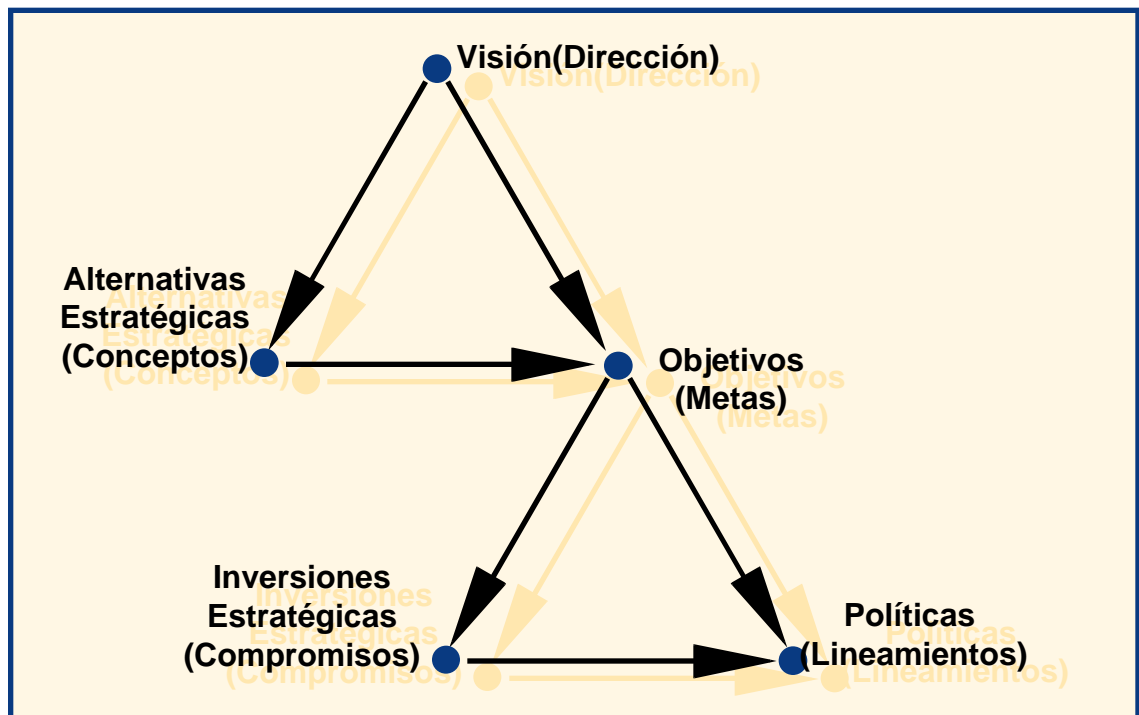 Visión(Dirección)
Alternativas
Estratégicas
(Conceptos)
Objetivos
(Metas)
Inversiones
Estratégicas
(Compromisos)
Políticas
(Lineamientos)